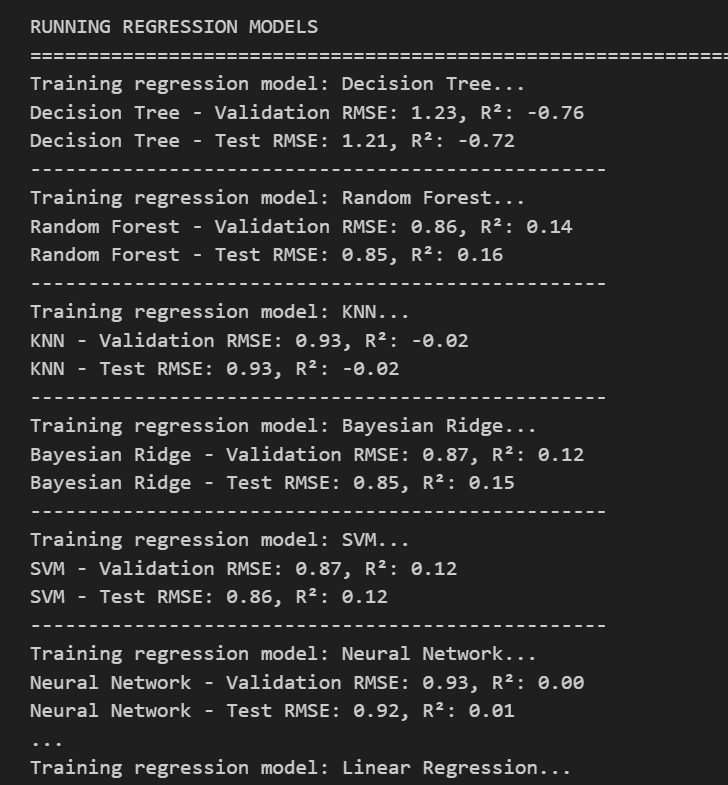 RUNNING REGRESSION MODELS
============================================================
Training regression model: Decision Tree...
Decision Tree - Validation RMSE: 1.23, R²: -0.76
Decision Tree - Test RMSE: 1.21, R²: -0.72
--------------------------------------------------
Training regression model: Random Forest...
Random Forest - Validation RMSE: 0.86, R²: 0.14
Random Forest - Test RMSE: 0.85, R²: 0.16
--------------------------------------------------
Training regression model: KNN...
KNN - Validation RMSE: 0.93, R²: -0.02
KNN - Test RMSE: 0.93, R²: -0.02
--------------------------------------------------
Training regression model: Bayesian Ridge...
Bayesian Ridge - Validation RMSE: 0.87, R²: 0.12
Bayesian Ridge - Test RMSE: 0.85, R²: 0.15
--------------------------------------------------
Training regression model: SVM...
SVM - Validation RMSE: 0.87, R²: 0.12
SVM - Test RMSE: 0.86, R²: 0.12
--------------------------------------------------
Training regression model: Neural Network...
Neural Network - Validation RMSE: 0.93, R²: 0.00
Neural Network - Test RMSE: 0.92, R²: 0.01
...
Training regression model: Linear Regression...